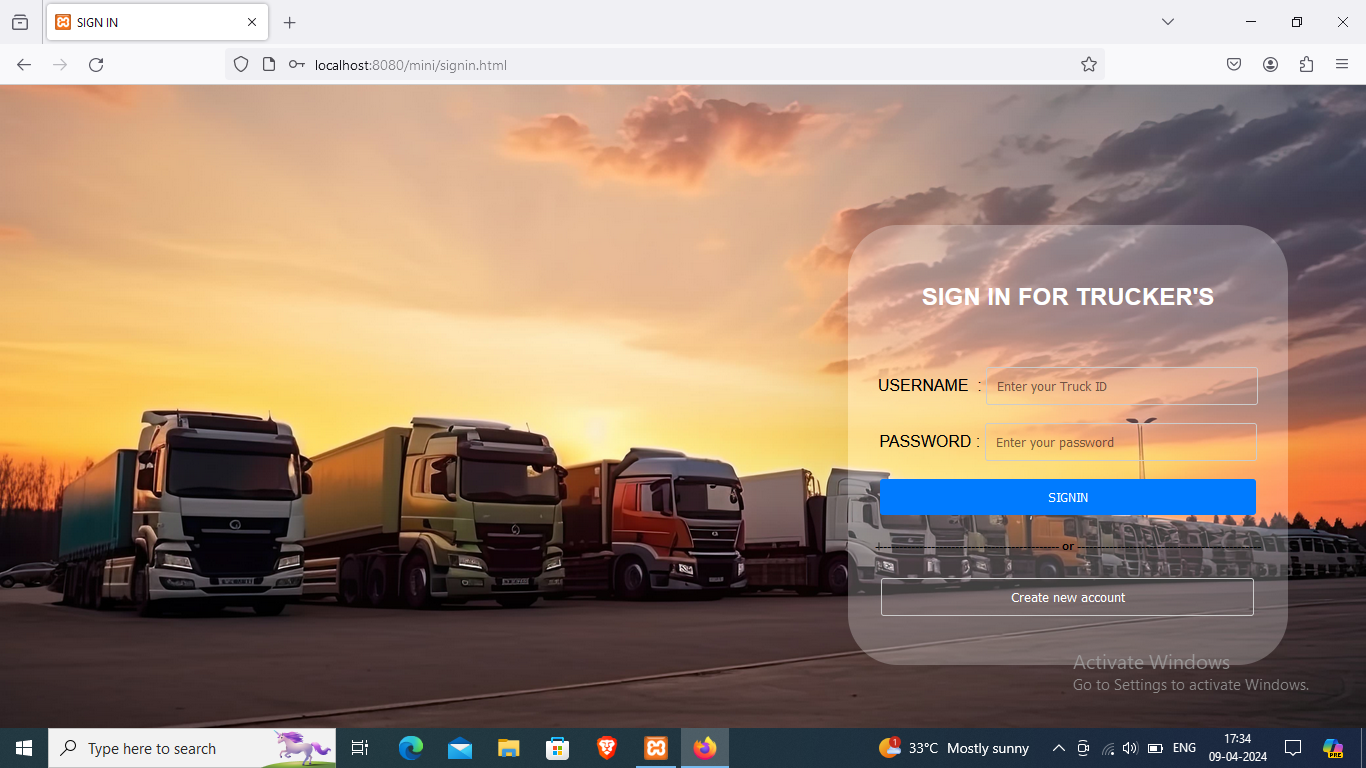 SIGN IN
localhost:8080/mini/signin.html
SIGN IN FOR TRUCKER'S
USERNAME : Enter your Truck ID
PASSWORD : Enter your password
SIGNIN
or
Create new account
Activate Windows
Go to Settings to activate Windows.
Type here to search
1
33°C Mostly sunny
ENG
17:34
09-04-2024
PRE